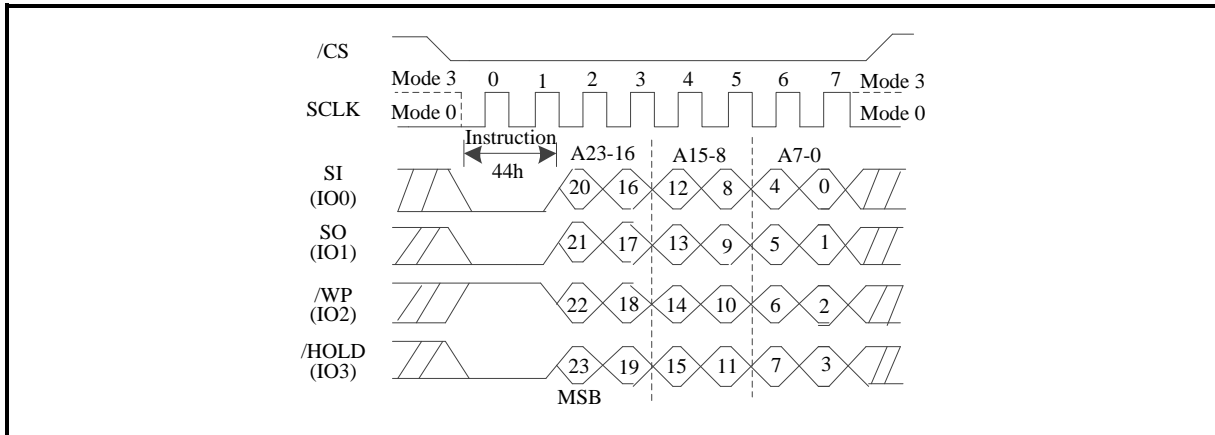 /CS
Mode 3 0 1 2 3 4 5 6 7 Mode 3
SCLK Mode 0 Mode 0
Instruction
44h A23-16 A15-8 A7-0
SI
(IO0) 20 16 12 8 4 0
SO
(IO1) 21 17 13 9 5 1
/WP
(IO2) 22 18 14 10 6 2
/HOLD
(IO3) 23 19 15 11 7 3
MSB